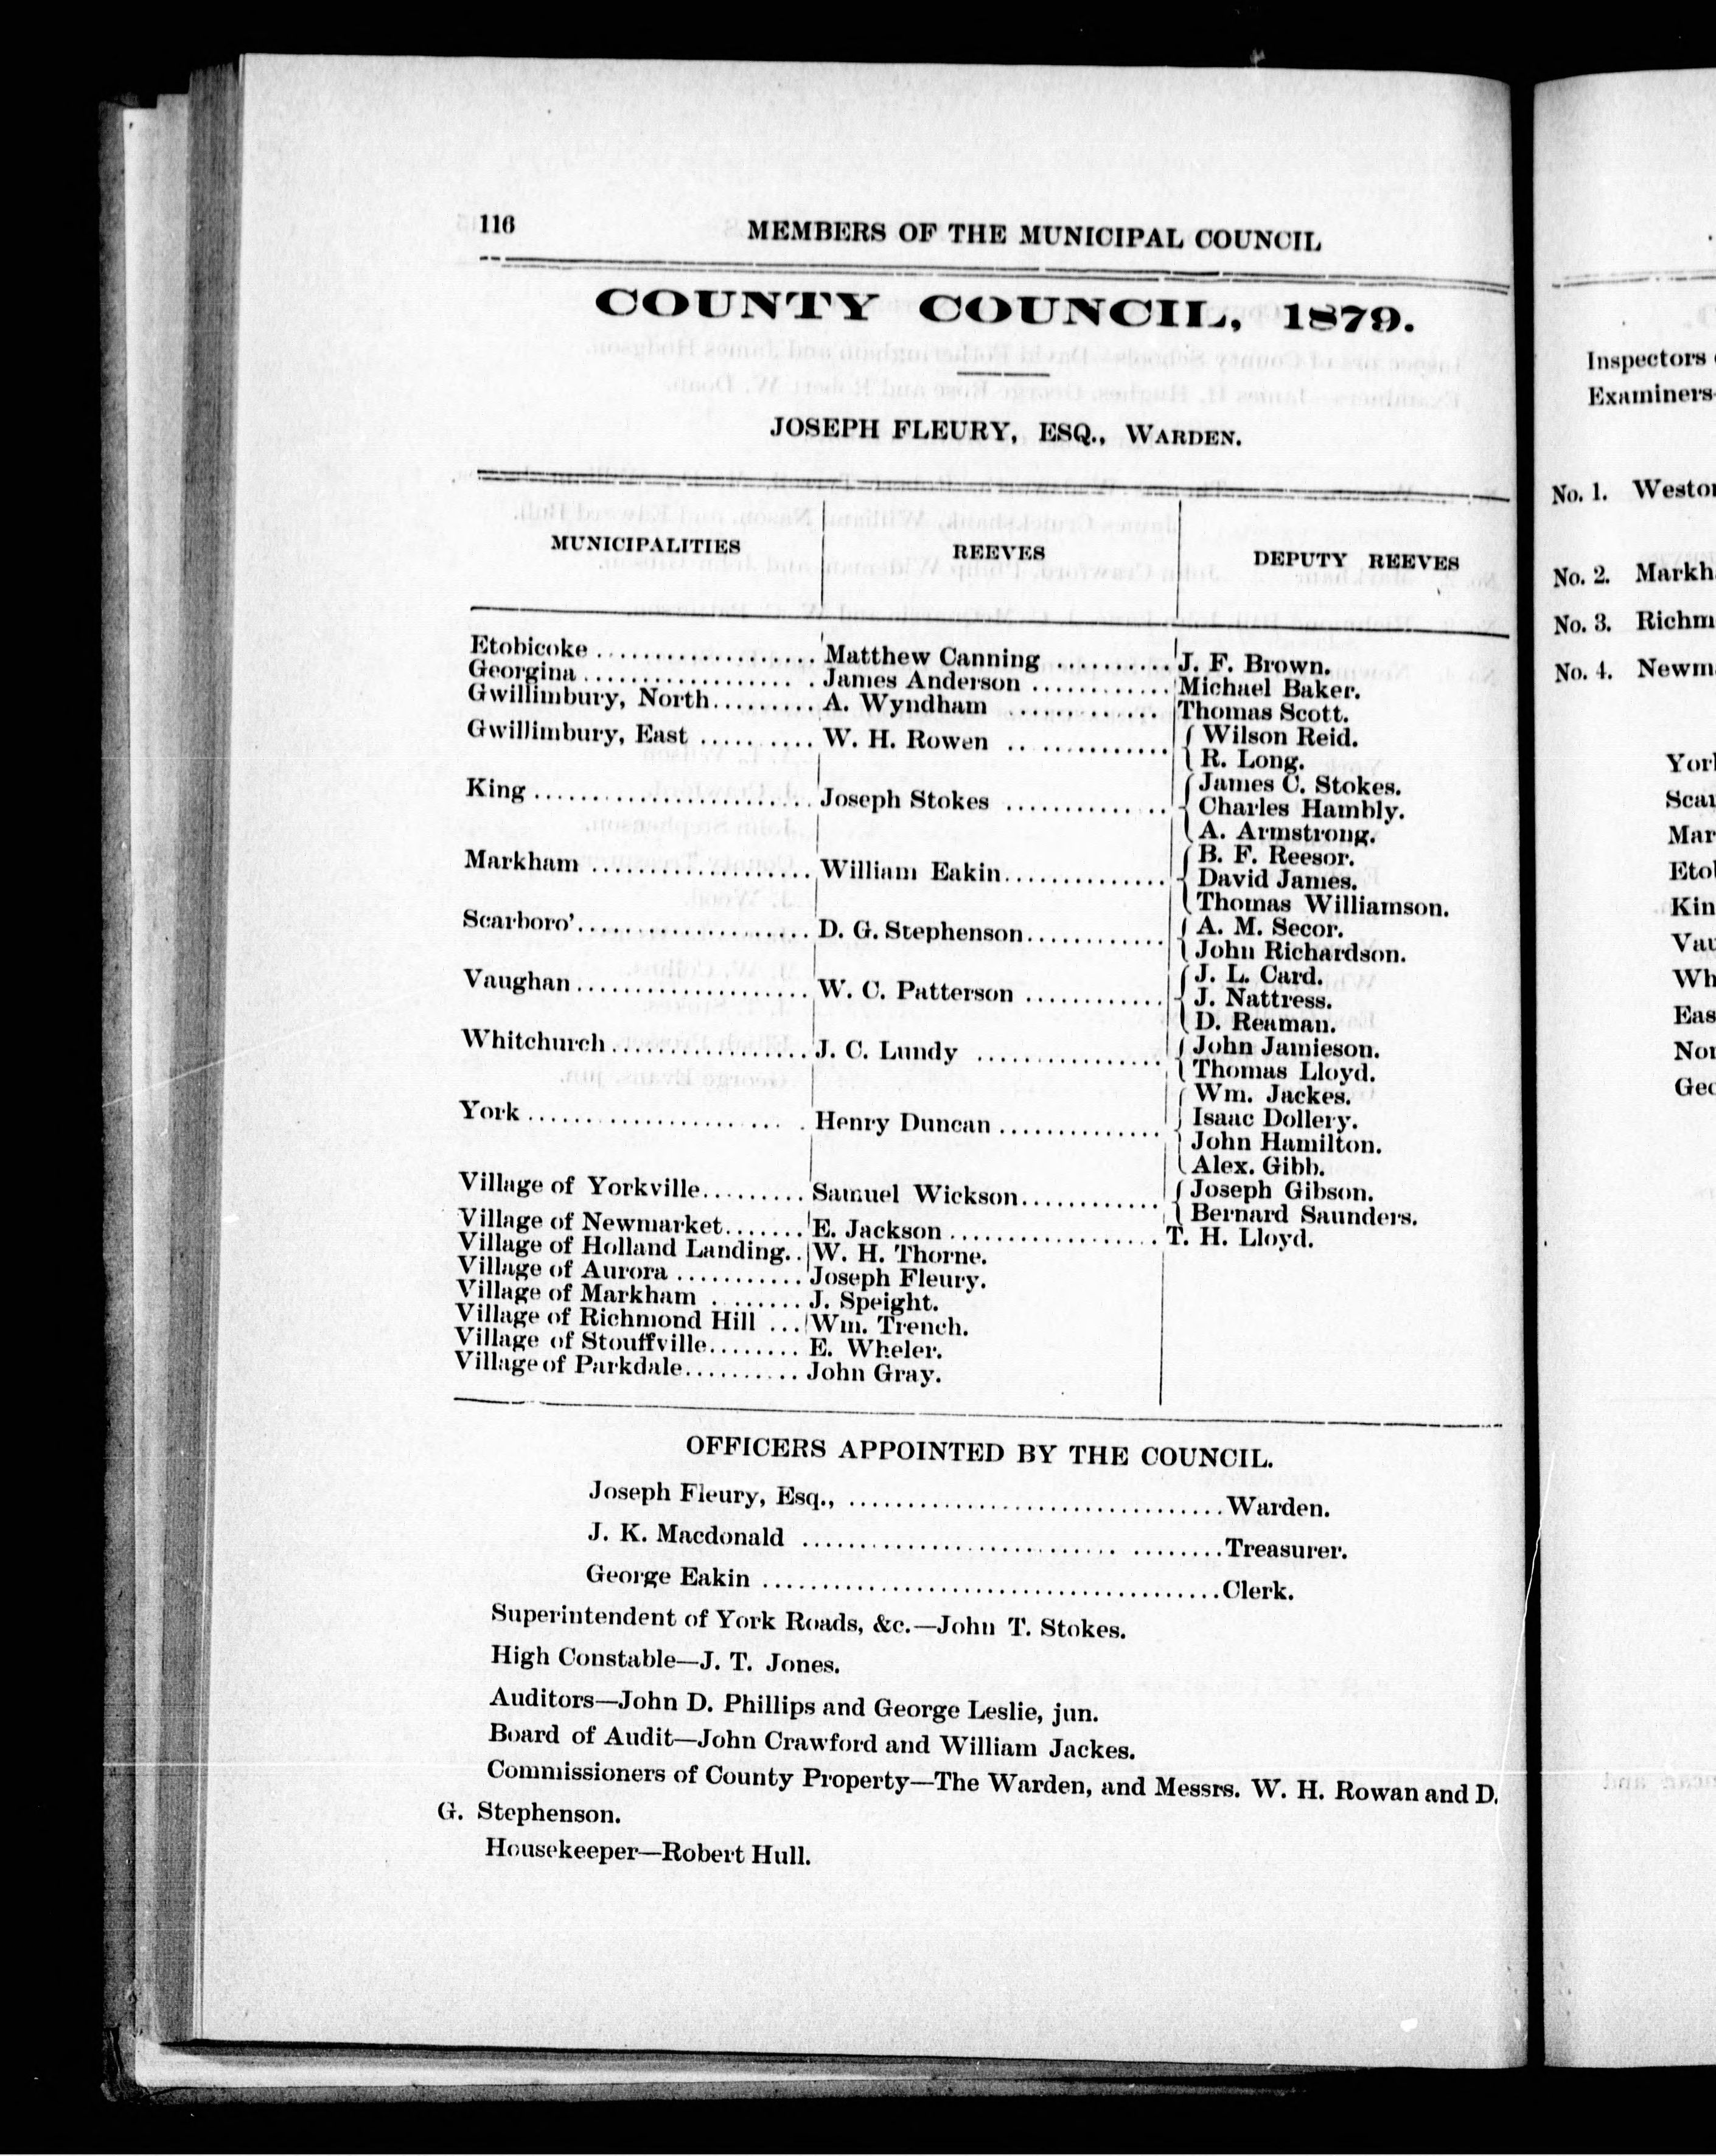 116 MEMBERS OF THE MUNICIPAL COUNCIL
COUNTY COUNCIL, 1879.
JOSEPH FLEURY, ESQ., WARDEN.
MUNICIPALITIES REEVES DEPUTY REEVES
Etobicoke .................... Matthew Canning .......... J. F. Brown.
Georgina .................... James Anderson ............ Michael Baker.
Gwillimbury, North......... A. Wyndham ............. Thomas Scott.
Gwillimbury, East .......... W. H. Rowen .............. { Wilson Reid.
{ R. Long.
King ........................ Joseph Stokes .............. { James C. Stokes.
{ Charles Hambly.
{ A. Armstrong.
Markham ................... William Eakin.............. { B. F. Reesor.
{ David James.
{ Thomas Williamson.
Scarboro'.................... D. G. Stephenson............ { A. M. Secor.
{ John Richardson.
Vaughan .................... W. C. Patterson ............ { J. L. Card.
{ J. Nattress.
{ D. Reaman.
Whitchurch ................. J. C. Lundy ................ { John Jamieson.
{ Thomas Lloyd.
York ........................ Henry Duncan .............. { Wm. Jackes.
{ Isaac Dollery.
{ John Hamilton.
{ Alex. Gibb.
Village of Yorkville......... Samuel Wickson............ { Joseph Gibson.
{ Bernard Saunders.
Village of Newmarket....... E. Jackson .................. T. H. Lloyd.
Village of Holland Landing.. W. H. Thorne.
Village of Aurora ........... Joseph Fleury.
Village of Markham ........ J. Speight.
Village of Richmond Hill ... Wm. Trench.
Village of Stouffville........ E. Wheler.
Village of Parkdale.......... John Gray.
OFFICERS APPOINTED BY THE COUNCIL.
Joseph Fleury, Esq., ................................ Warden.
J. K. Macdonald .................................... Treasurer.
George Eakin ....................................... Clerk.
Superintendent of York Roads, &c.—John T. Stokes.
High Constable—J. T. Jones.
Auditors—John D. Phillips and George Leslie, jun.
Board of Audit—John Crawford and William Jackes.
Commissioners of County Property—The Warden, and Messrs. W. H. Rowan and D.
G. Stephenson.
Housekeeper—Robert Hull.
Inspectors
Examiners-
No. 1.
No. 2.
No. 3.
No. 4.